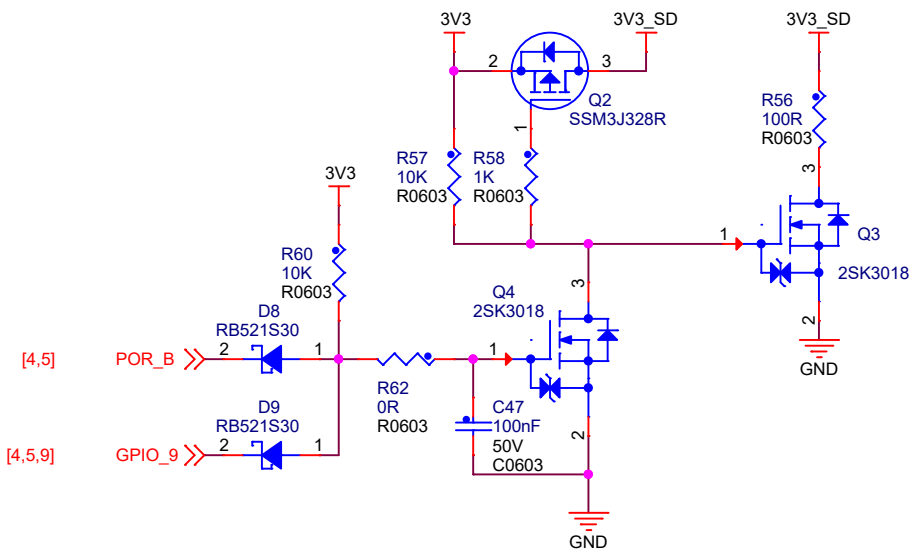 3V3
3V3_SD
3V3_SD
2
3
Q2
SSM3J328R
1
R56
100R
R0603
R57
10K
R0603
R58
1K
R0603
3
3V3
1
Q3
2SK3018
R60
10K
R0603
Q4
2SK3018
3
2
GND
D8
RB521S30
[4,5]
POR_B
2
1
1
R62
0R
R0603
D9
RB521S30
C47
100nF
50V
C0603
2
[4,5,9]
GPIO_9
2
1
GND